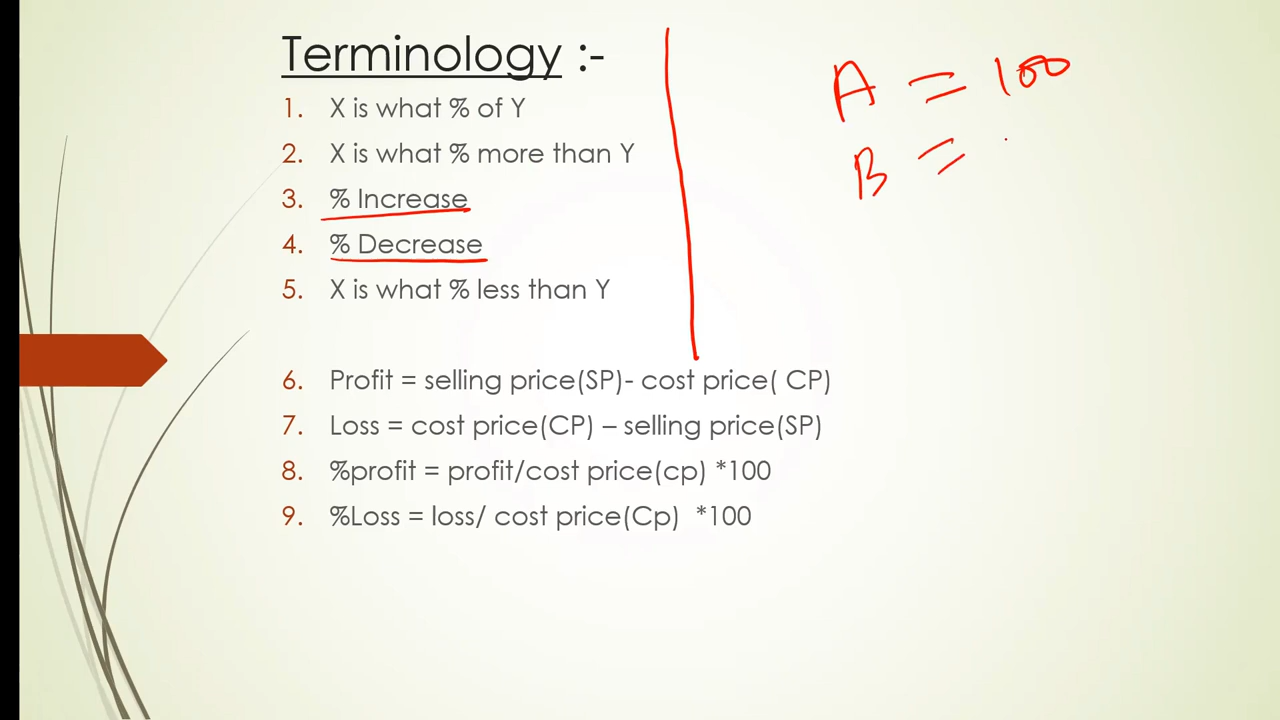 Terminology :-
1. X is what % of Y
2. X is what % more than Y
3. % Increase
4. % Decrease
5. X is what % less than Y
6. Profit = selling price(SP)- cost price( CP)
7. Loss = cost price(CP) – selling price(SP)
8. %profit = profit/cost price(cp) *100
9. %Loss = loss/ cost price(Cp) *100
A = 100
B =